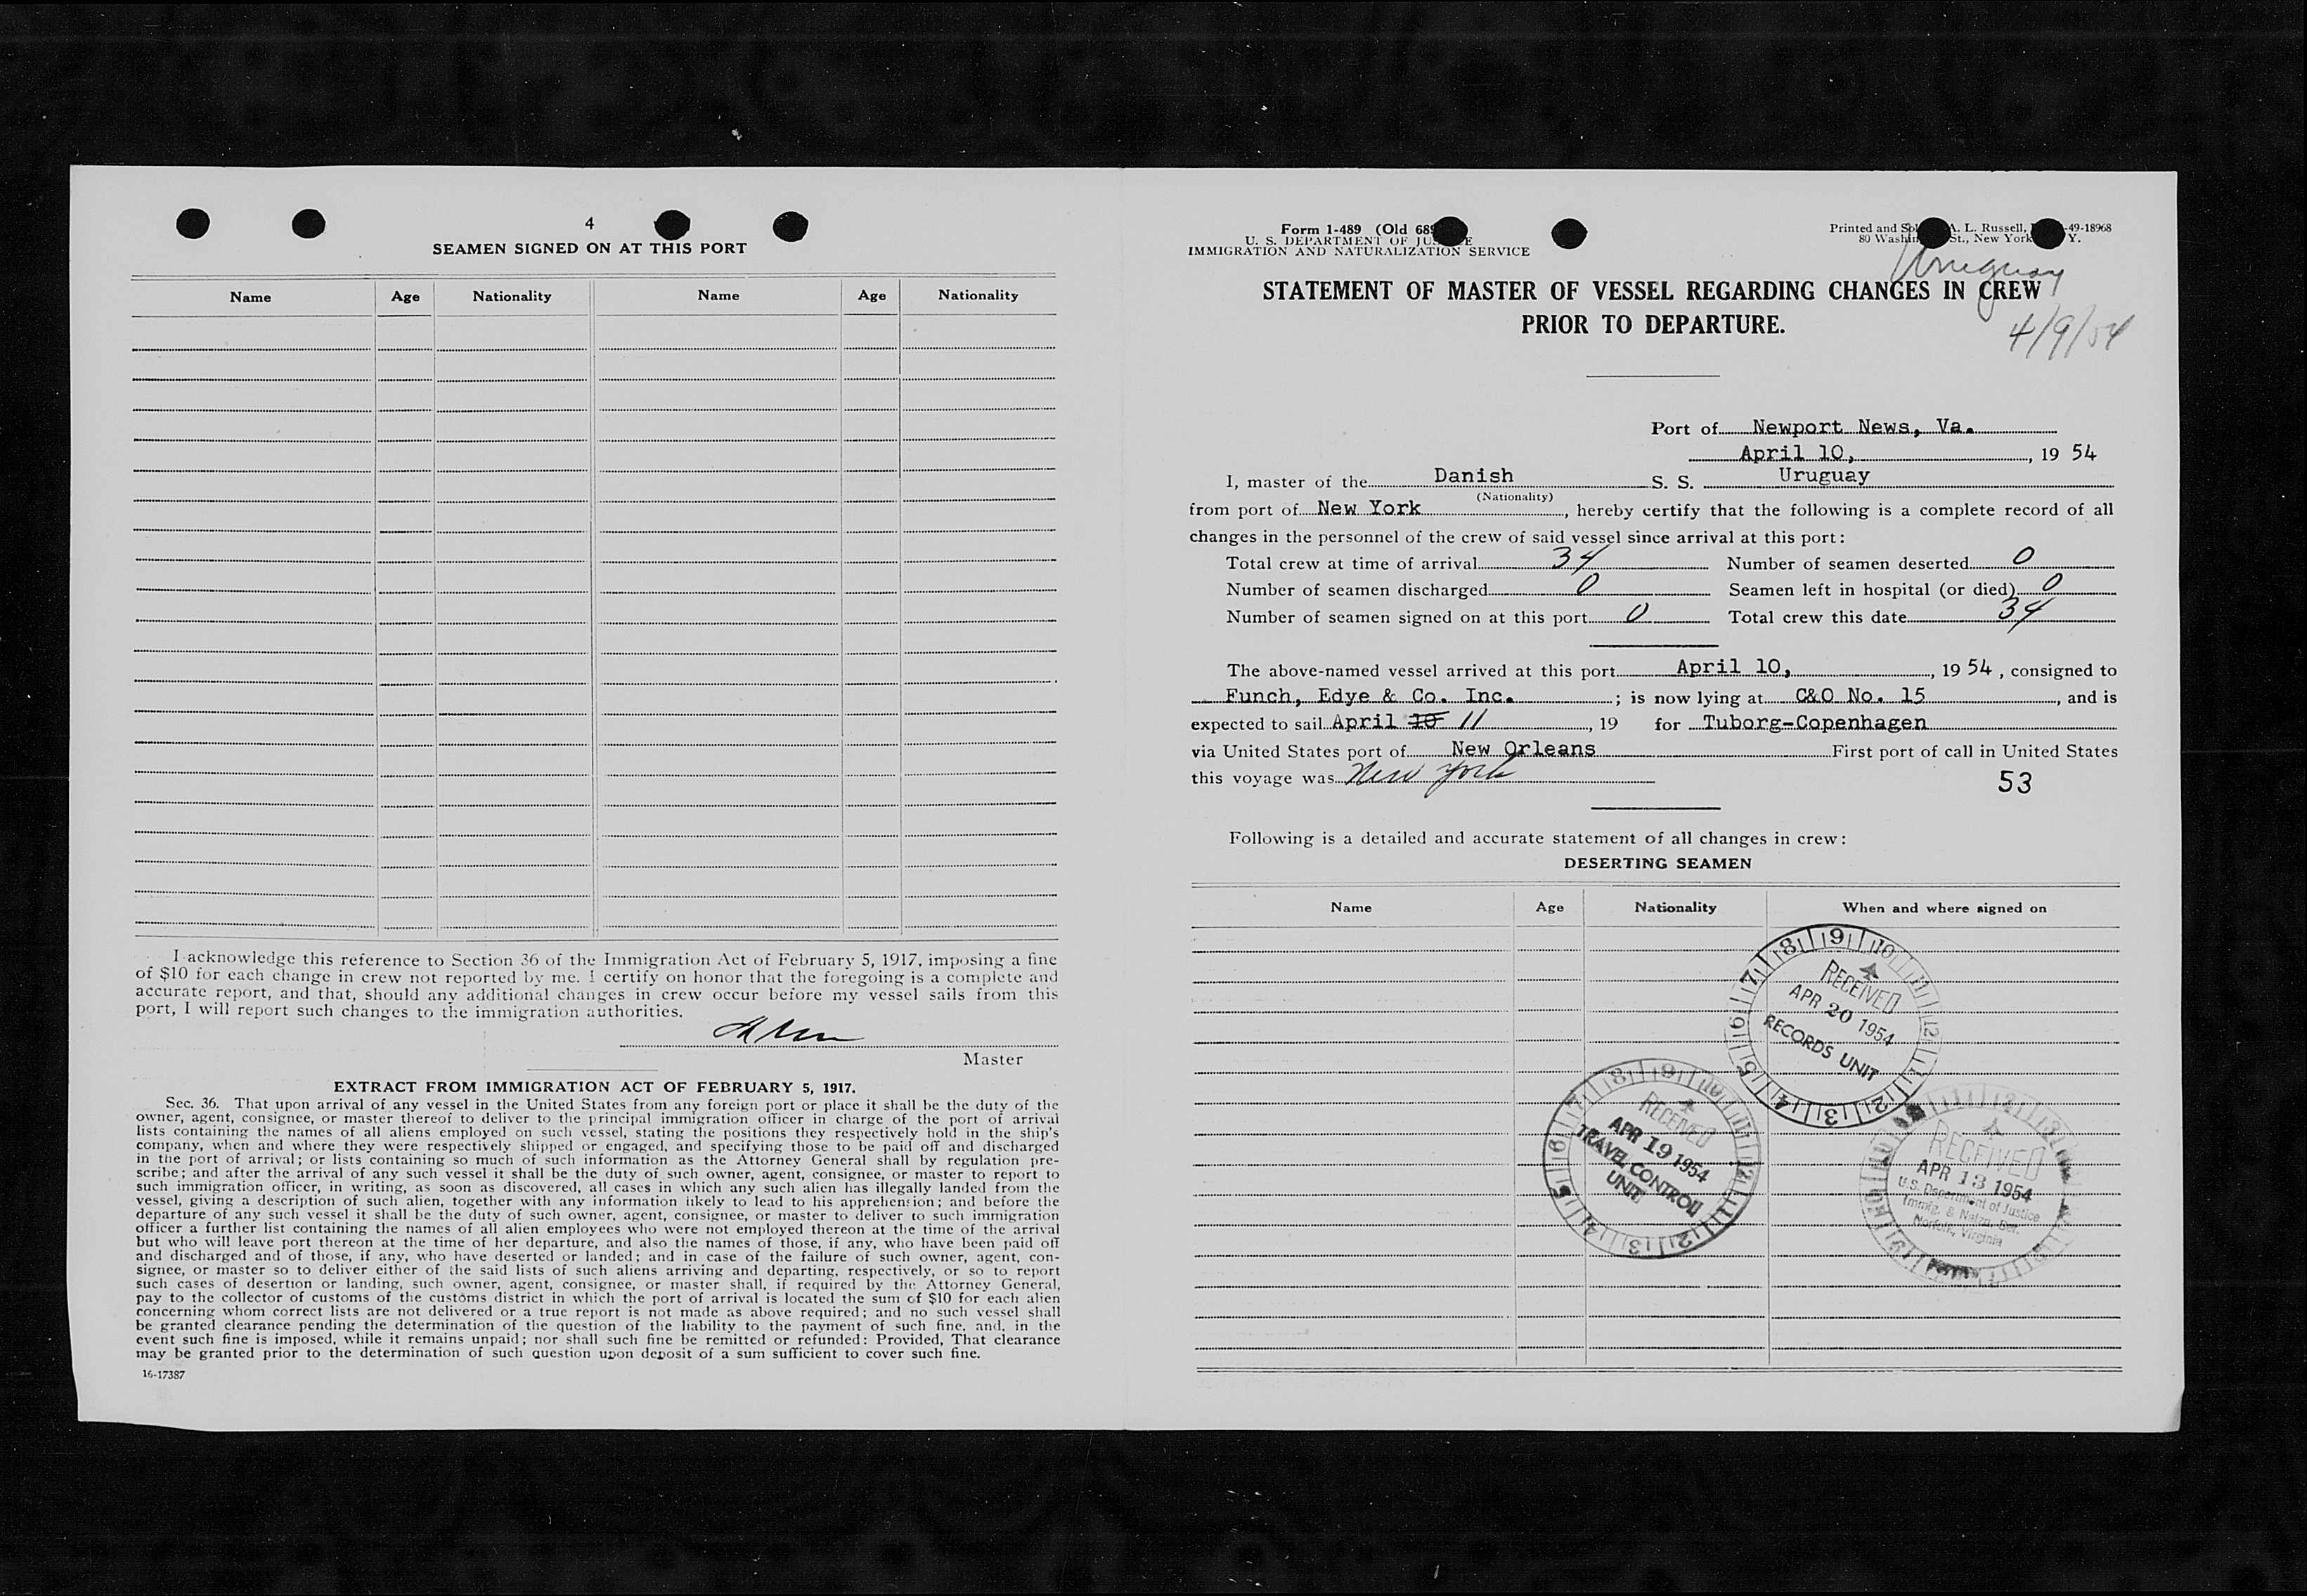 4
SEAMEN SIGNED ON AT THIS PORT
Name Age Nationality Name Age Nationality
I acknowledge this reference to Section 36 of the Immigration Act of February 5, 1917, imposing a fine
of $10 for each change in crew not reported by me. I certify on honor that the foregoing is a complete and
accurate report, and that, should any additional changes in crew occur before my vessel sails from this
port, I will report such changes to the immigration authorities.
Master
EXTRACT FROM IMMIGRATION ACT OF FEBRUARY 5, 1917.
Sec. 36. That upon arrival of any vessel in the United States from any foreign port or place it shall be the duty of the
owner, agent, consignee, or master thereof to deliver to the principal immigration officer in charge of the port of arrival
lists containing the names of all aliens employed on such vessel, stating the positions they respectively hold in the ship's
company, when and where they were respectively shipped or engaged, and specifying those to be paid off and discharged
in the port of arrival; or lists containing so much of such information as the Attorney General shall by regulation pre-
scribe; and after the arrival of any such vessel it shall be the duty of such owner, agent, consignee, or master to report to
such immigration officer, in writing, as soon as discovered, all cases in which any such alien has illegally landed from the
vessel, giving a description of such alien, together with any information likely to lead to his apprehension; and before the
departure of any such vessel it shall be the duty of such owner, agent, consignee, or master to deliver to such immigration
officer a further list containing the names of all alien employees who were not employed thereon at the time of the arrival
but who will leave port thereon at the time of her departure, and also the names of those, if any, who have been paid off
and discharged and of those, if any, who have deserted or landed; and in case of the failure of such owner, agent, con-
signee, or master so to deliver either of the said lists of such aliens arriving and departing, respectively, or so to report
such cases of desertion or landing, such owner, agent, consignee, or master shall, if required by the Attorney General,
pay to the collector of customs of the customs district in which the port of arrival is located the sum of $10 for each alien
concerning whom correct lists are not delivered or a true report is not made as above required; and no such vessel shall
be granted clearance pending the determination of the question of the liability to the payment of such fine, and, in the
event such fine is imposed, while it remains unpaid; nor shall such fine be remitted or refunded: Provided, That clearance
may be granted prior to the determination of such question upon deposit of a sum sufficient to cover such fine.
16-17387
Form 1-489 (Old 689
U. S. DEPARTMENT OF JUSTICE
IMMIGRATION AND NATURALIZATION SERVICE
Printed and Sol A. L. Russell, -49-18968
80 Washin St., New York Y.
Uruguay
STATEMENT OF MASTER OF VESSEL REGARDING CHANGES IN CREW
PRIOR TO DEPARTURE.
4/9/54
Port of Newport News, Va.
April 10, , 19 54
I, master of the Danish S. S. Uruguay
(Nationality)
from port of New York , hereby certify that the following is a complete record of all
changes in the personnel of the crew of said vessel since arrival at this port:
Total crew at time of arrival 34 Number of seamen deserted 0
Number of seamen discharged 0 Seamen left in hospital (or died) 0
Number of seamen signed on at this port 0 Total crew this date 34
The above-named vessel arrived at this port April 10, , 19 54 , consigned to
Funch, Edye & Co. Inc. ; is now lying at C&O No. 15 , and is
expected to sail April 10 11 , 19 for Tuborg-Copenhagen
via United States port of New Orleans First port of call in United States
this voyage was New York
53
Following is a detailed and accurate statement of all changes in crew:
DESERTING SEAMEN
Name Age Nationality When and where signed on
RECEIVED
APR 20 1954
RECORDS UNIT
RECEIVED
APR 19 1954
TRAVEL CONTROL
UNIT
RECEIVED
APR 13 1954
U.S. Department of Justice
Immig. & Natzn. Ser.
Norfolk, Virginia